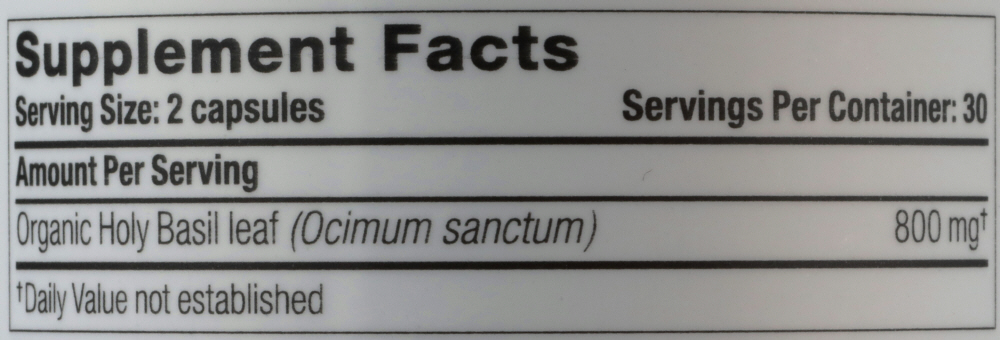 Supplement Facts
Serving Size: 2 capsules Servings Per Container: 30
Amount Per Serving
Organic Holy Basil leaf (Ocimum sanctum) 800 mg†
†Daily Value not established